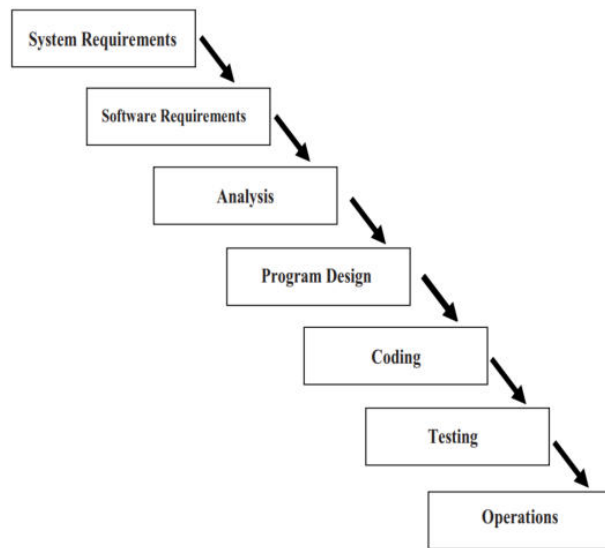 System Requirements
Software Requirements
Analysis
Program Design
Coding
Testing
Operations